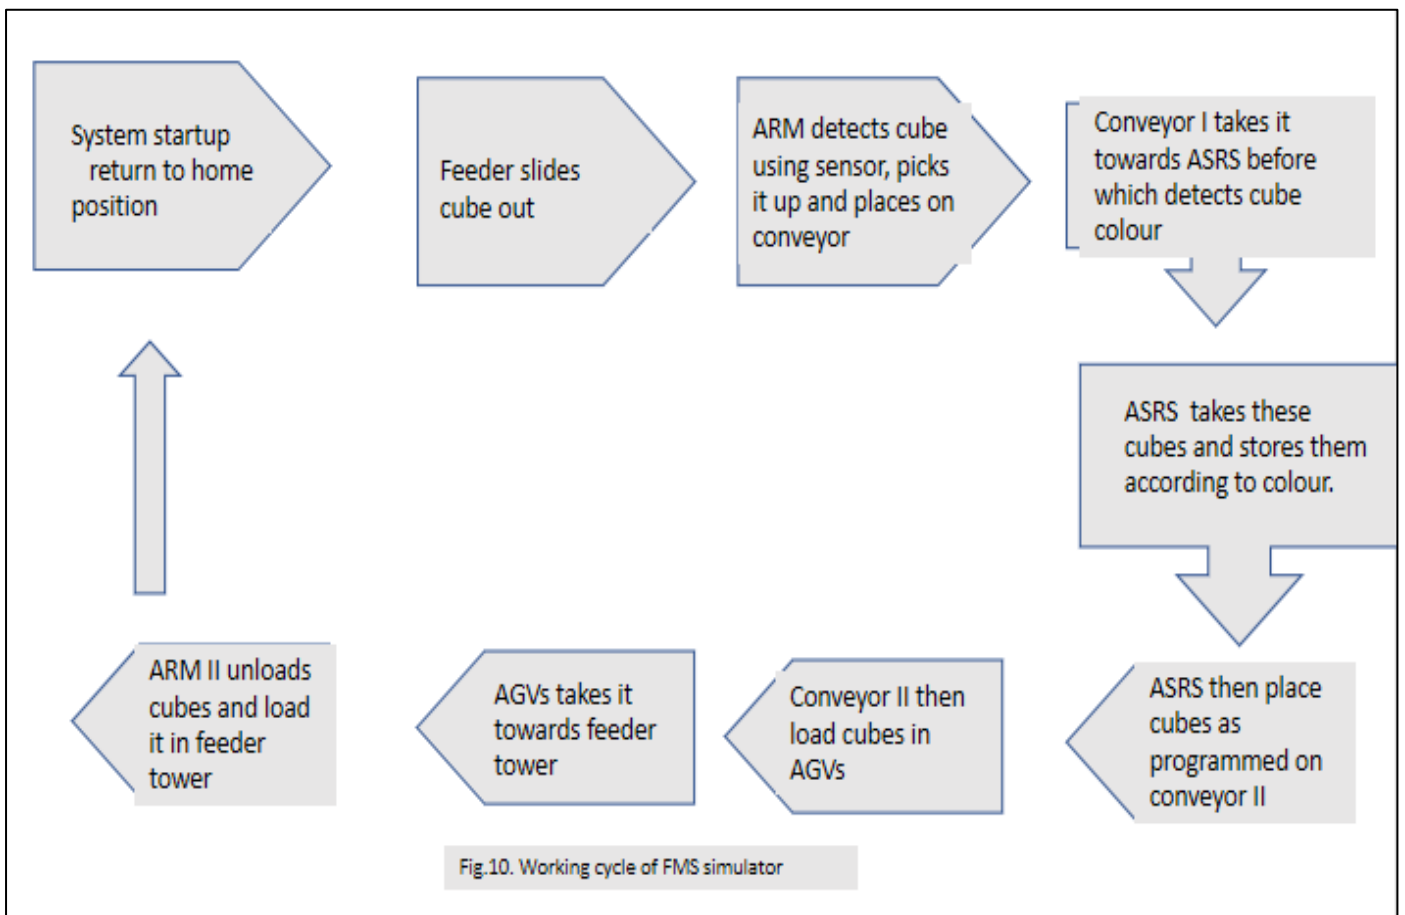 System startup
return to home
position
Feeder slides
cube out
ARM detects cube
using sensor, picks
it up and places on
conveyor
Conveyor I takes it
towards ASRS before
which detects cube
colour
ASRS takes these
cubes and stores them
according to colour.
ASRS then place
cubes as
programmed on
conveyor II
Conveyor II then
load cubes in
AGVs
AGVs takes it
towards feeder
tower
ARM II unloads
cubes and load
it in feeder
tower
Fig.10. Working cycle of FMS simulator